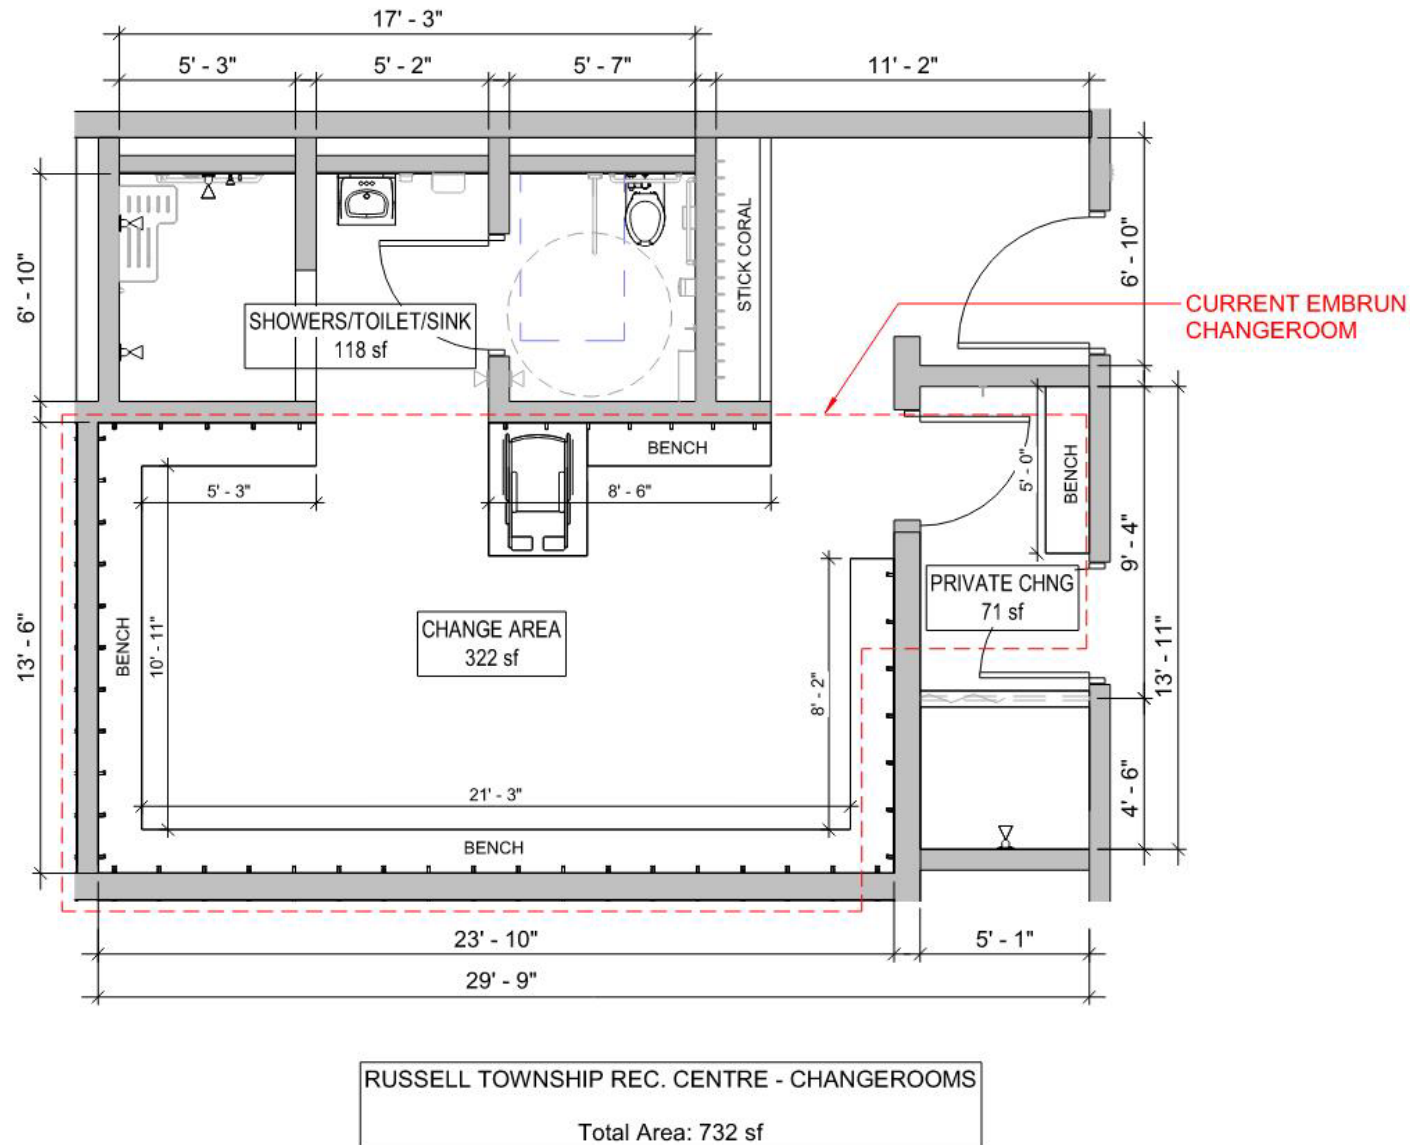 17' - 3"
5' - 3"
5' - 2"
5' - 7"
11' - 2"
6' - 10"
STICK CORAL
6' - 10"
CURRENT EMBRUN
CHANGEROOM
SHOWERS/TOILET/SINK
118 sf
BENCH
5' - 3"
8' - 6"
5' - 0"
BENCH
9' - 4"
PRIVATE CHNG
71 sf
13' - 6"
BENCH
10' - 11"
CHANGE AREA
322 sf
8' - 2"
13' - 11"
21' - 3"
4' - 6"
BENCH
23' - 10"
5' - 1"
29' - 9"
RUSSELL TOWNSHIP REC. CENTRE - CHANGEROOMS
Total Area: 732 sf